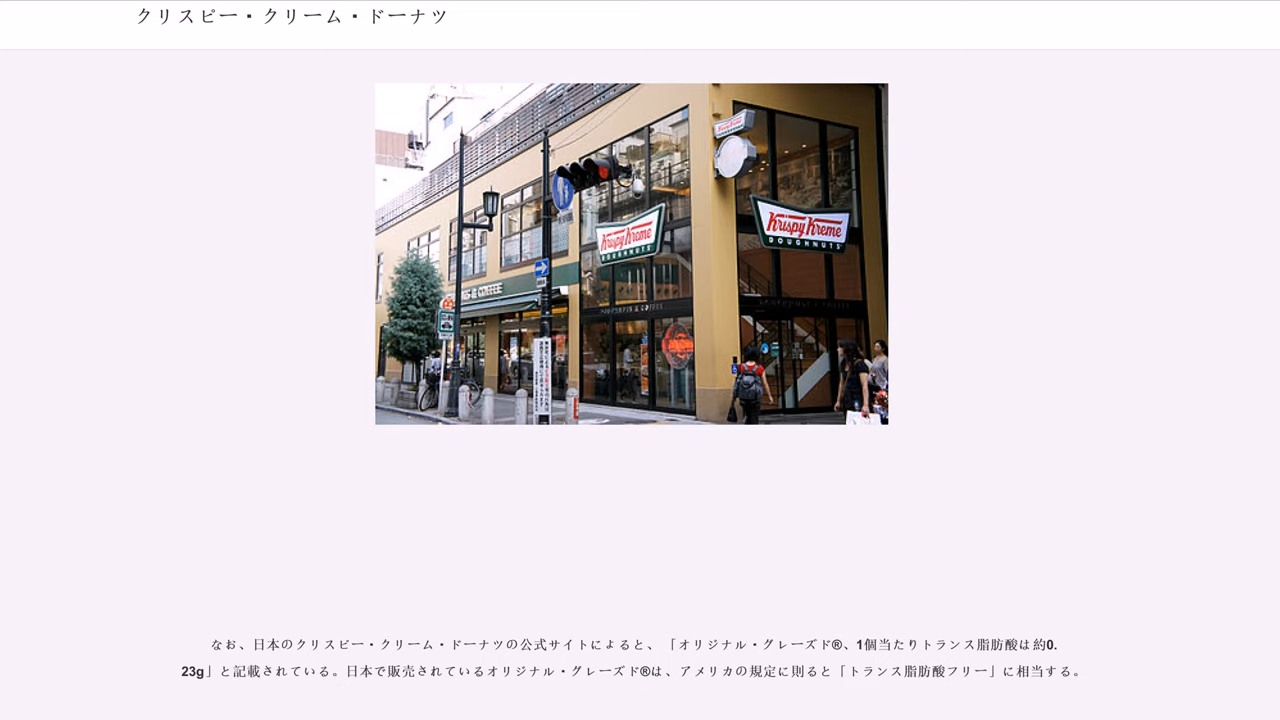 クリスピー・クリーム・ドーナツ
Krispy Kreme
DOUGHNUTS
Krispy Kreme
DOUGHNUTS
なお、日本のクリスピー・クリーム・ドーナツの公式サイトによると、「オリジナル・グレーズド®、1個当たりトランス脂肪酸は約0.
23g」と記載されている。日本で販売されているオリジナル・グレーズド®は、アメリカの規定に則ると「トランス脂肪酸フリー」に相当する。